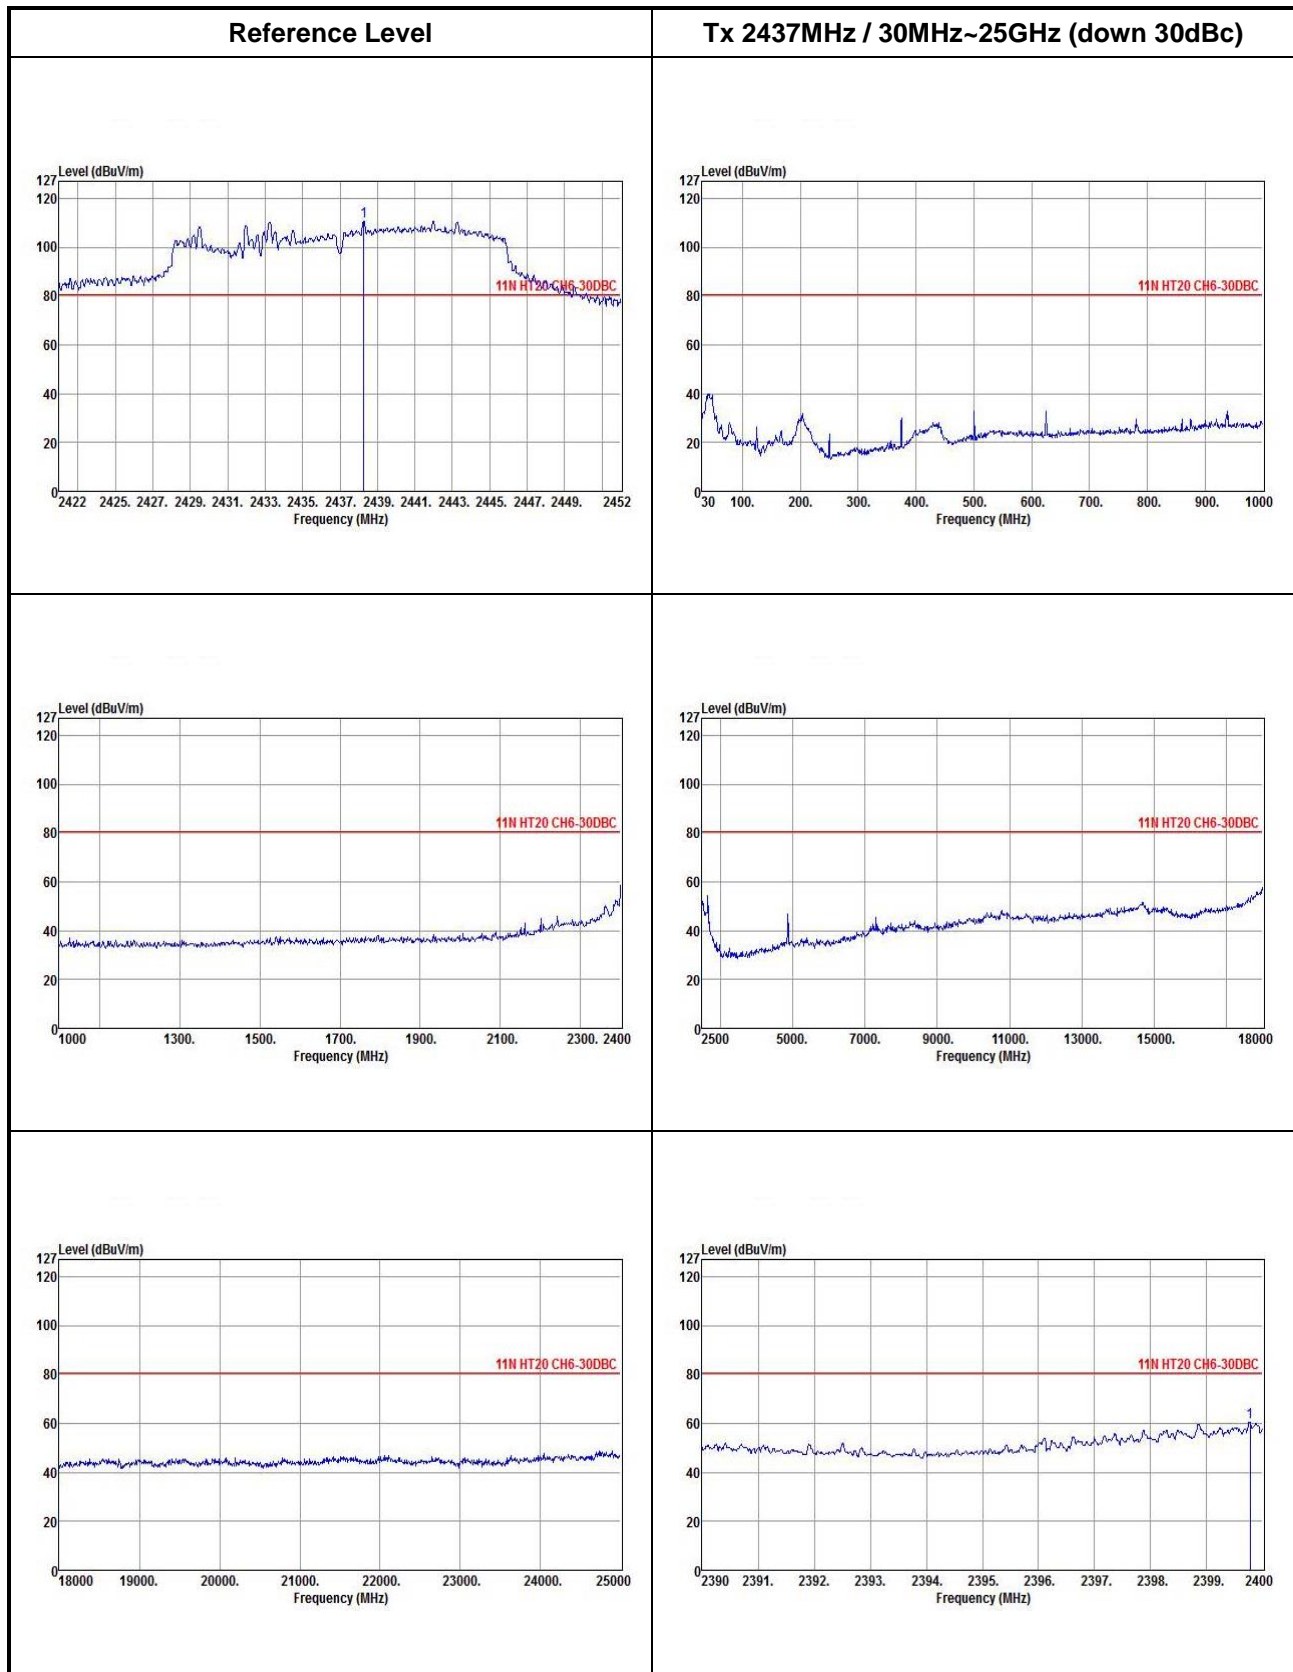 Reference Level
Tx 2437MHz / 30MHz~25GHz (down 30dBc)
Level (dBuV/m)
127
120
100
80
60
40
20
0
11N HT20 CH6-30DBC
1
2422 2425. 2427. 2429. 2431. 2433. 2435. 2437. 2439. 2441. 2443. 2445. 2447. 2449. 2452
Frequency (MHz)
Level (dBuV/m)
127
120
100
80
60
40
20
0
11N HT20 CH6-30DBC
30 100. 200. 300. 400. 500. 600. 700. 800. 900. 1000
Frequency (MHz)
Level (dBuV/m)
127
120
100
80
60
40
20
0
11N HT20 CH6-30DBC
1000 1300. 1500. 1700. 1900. 2100. 2300. 2400
Frequency (MHz)
Level (dBuV/m)
127
120
100
80
60
40
20
0
11N HT20 CH6-30DBC
2500 5000. 7000. 9000. 11000. 13000. 15000. 18000
Frequency (MHz)
Level (dBuV/m)
127
120
100
80
60
40
20
0
11N HT20 CH6-30DBC
18000 19000. 20000. 21000. 22000. 23000. 24000. 25000
Frequency (MHz)
Level (dBuV/m)
127
120
100
80
60
40
20
0
11N HT20 CH6-30DBC
1
2390 2391. 2392. 2393. 2394. 2395. 2396. 2397. 2398. 2399. 2400
Frequency (MHz)